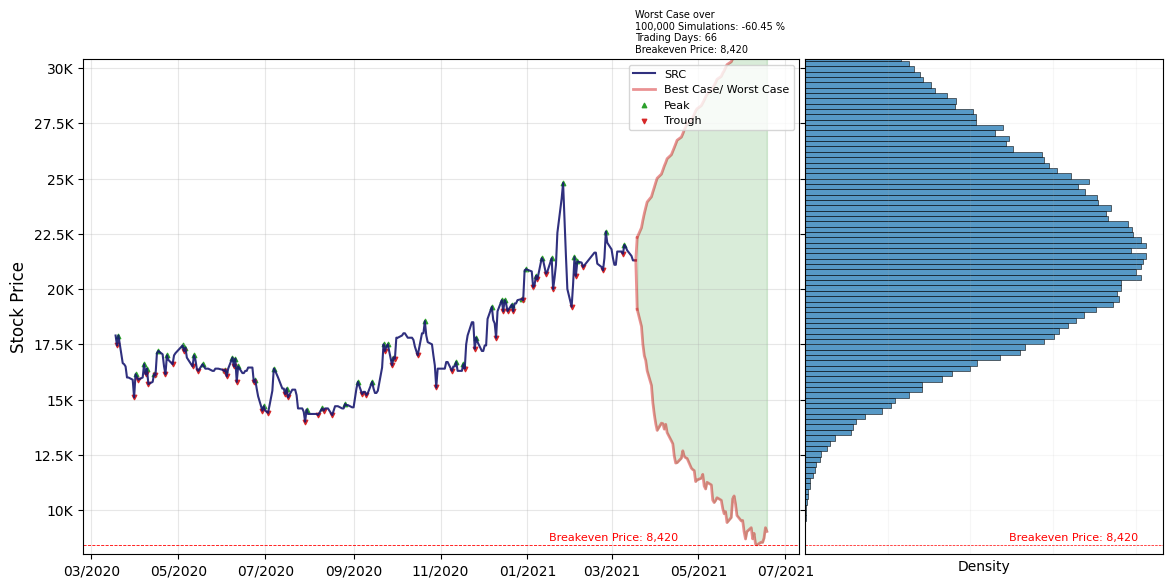 Worst Case over
100,000 Simulations: -60.45 %
Trading Days: 66
Breakeven Price: 8,420
SRC
Best Case/ Worst Case
Peak
Trough
Stock Price
30K
27.5K
25K
22.5K
20K
17.5K
15K
12.5K
10K
Breakeven Price: 8,420
Breakeven Price: 8,420
03/2020
05/2020
07/2020
09/2020
11/2020
01/2021
03/2021
05/2021
07/2021
Density